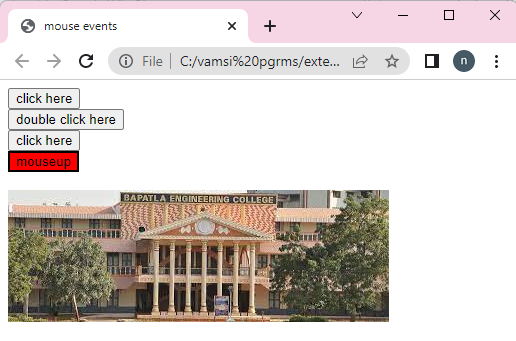 mouse events
File | C:/vamsi%20pgrms/exte...
n
click here
double click here
click here
mouseup
BAPATLA ENGINEERING COLLEGE